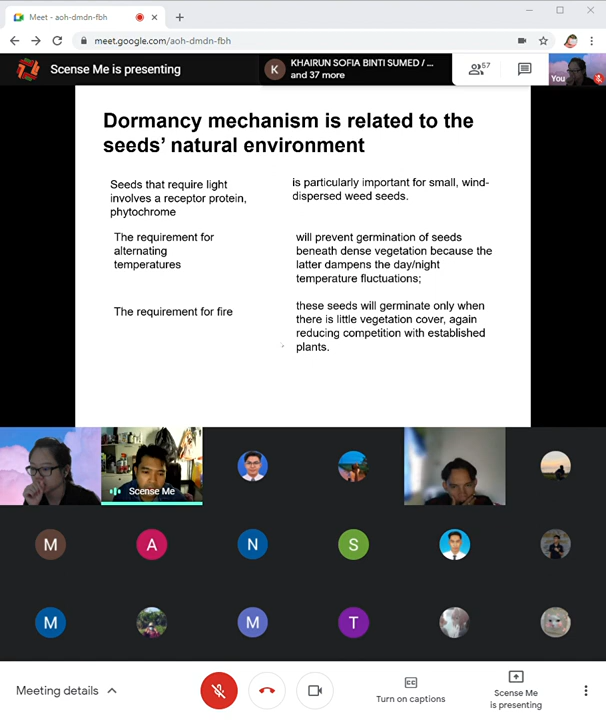 Meet - aoh-dmdn-fbh
meet.google.com/aoh-dmdn-fbh
Scense Me is presenting
K
KHAIRUN SOFIA BINTI SUMED / ...
and 37 more
57
You
Dormancy mechanism is related to the
seeds' natural environment
Seeds that require light
involves a receptor protein,
phytochrome
is particularly important for small, wind-
dispersed weed seeds.
The requirement for
alternating
temperatures
will prevent germination of seeds
beneath dense vegetation because the
latter dampens the day/night
temperature fluctuations;
The requirement for fire
these seeds will germinate only when
there is little vegetation cover, again
reducing competition with established
plants.
Scense Me
M
A
N
S
M
M
T
Meeting details
CC
Turn on captions
Scense Me
is presenting